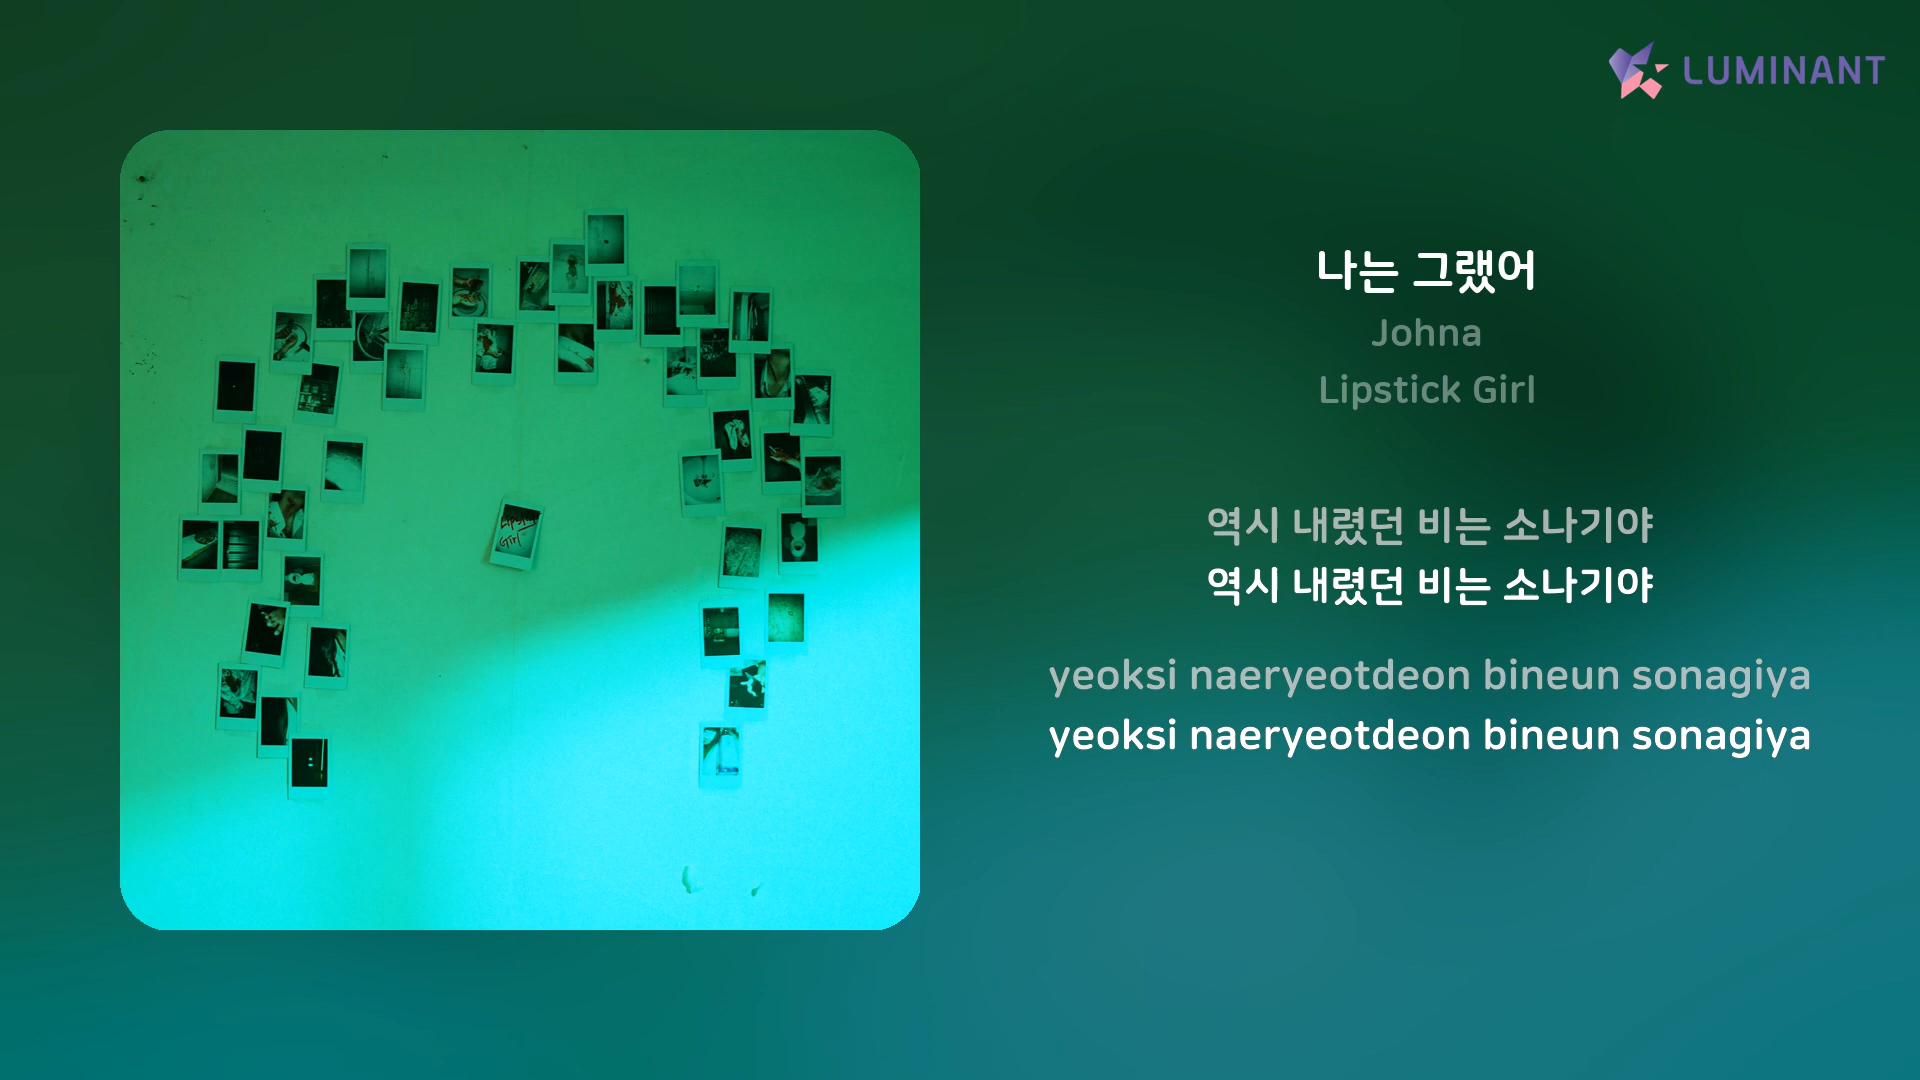 LUMINANT
나는 그랬어
Johna
Lipstick Girl
역시 내렸던 비는 소나기야
역시 내렸던 비는 소나기야
yeoksi naeryeotdeon bineun sonagiya
yeoksi naeryeotdeon bineun sonagiya
Lipstick
Girl